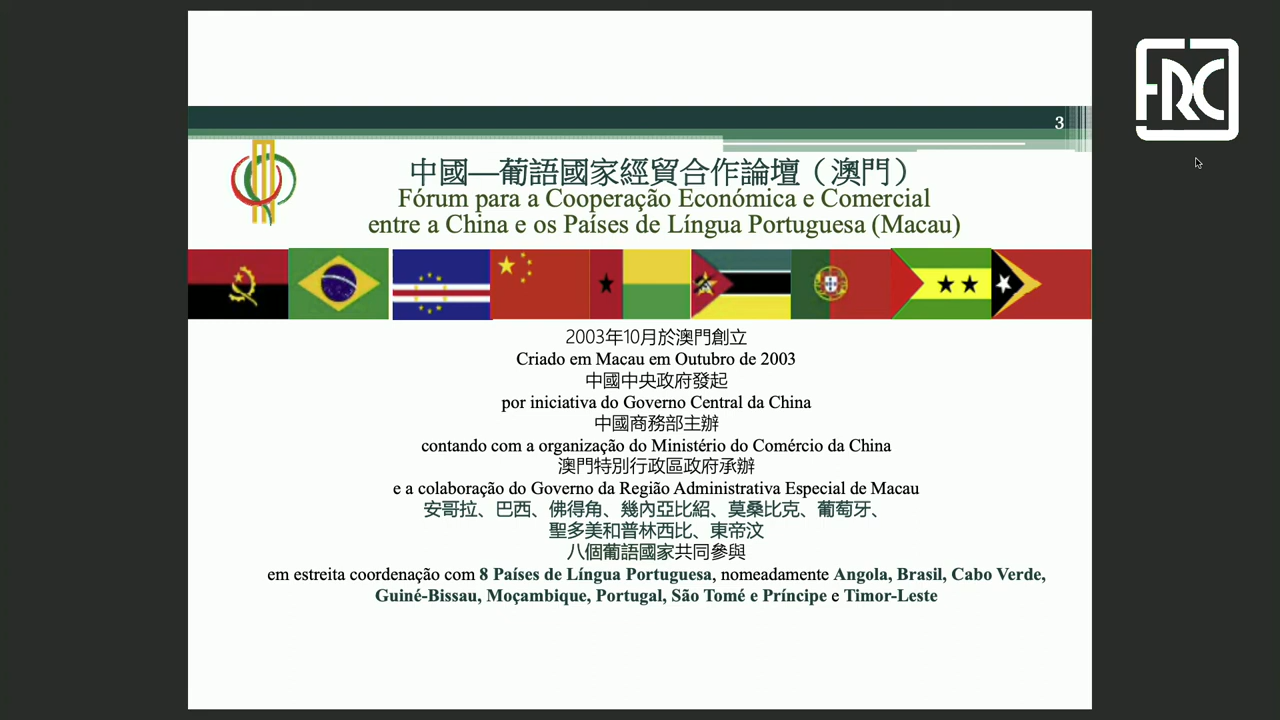 3
FRC
中國—葡語國家經貿合作論壇（澳門）
Fórum para a Cooperação Económica e Comercial
entre a China e os Países de Língua Portuguesa (Macau)
2003年10月於澳門創立
Criado em Macau em Outubro de 2003
中國中央政府發起
por iniciativa do Governo Central da China
中國商務部主辦
contando com a organização do Ministério do Comércio da China
澳門特別行政區政府承辦
e a colaboração do Governo da Região Administrativa Especial de Macau
安哥拉、巴西、佛得角、幾內亞比紹、莫桑比克、葡萄牙、
聖多美和普林西比、東帝汶
八個葡語國家共同參與
em estreita coordenação com 8 Países de Língua Portuguesa, nomeadamente Angola, Brasil, Cabo Verde,
Guiné-Bissau, Moçambique, Portugal, São Tomé e Príncipe e Timor-Leste